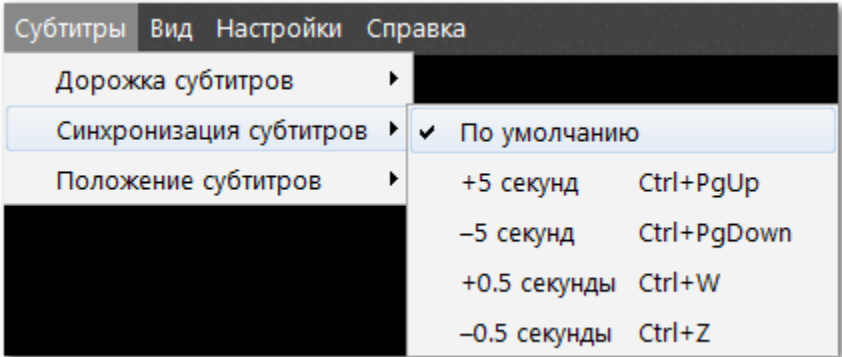 Субтитры Вид Настройки Справка
Дорожка субтитров
Синхронизация субтитров
Положение субтитров
По умолчанию
+5 секунд Ctrl+PgUp
–5 секунд Ctrl+PgDown
+0.5 секунды Ctrl+W
–0.5 секунды Ctrl+Z